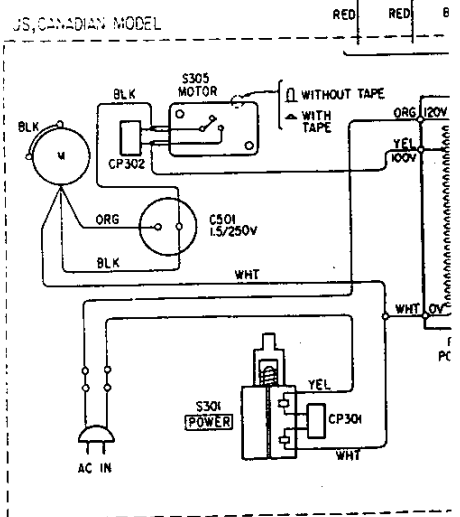 US, CANADIAN MODEL
RED
RED
B
S305
MOTOR
BLK
WITHOUT TAPE
WITH
TAPE
ORG
120V
BLK
M
CP302
YEL
100V
ORG
C501
1.5/250V
BLK
WHT
WHT
0V
P
PO
YEL
S301
POWER
CP301
WHT
AC IN